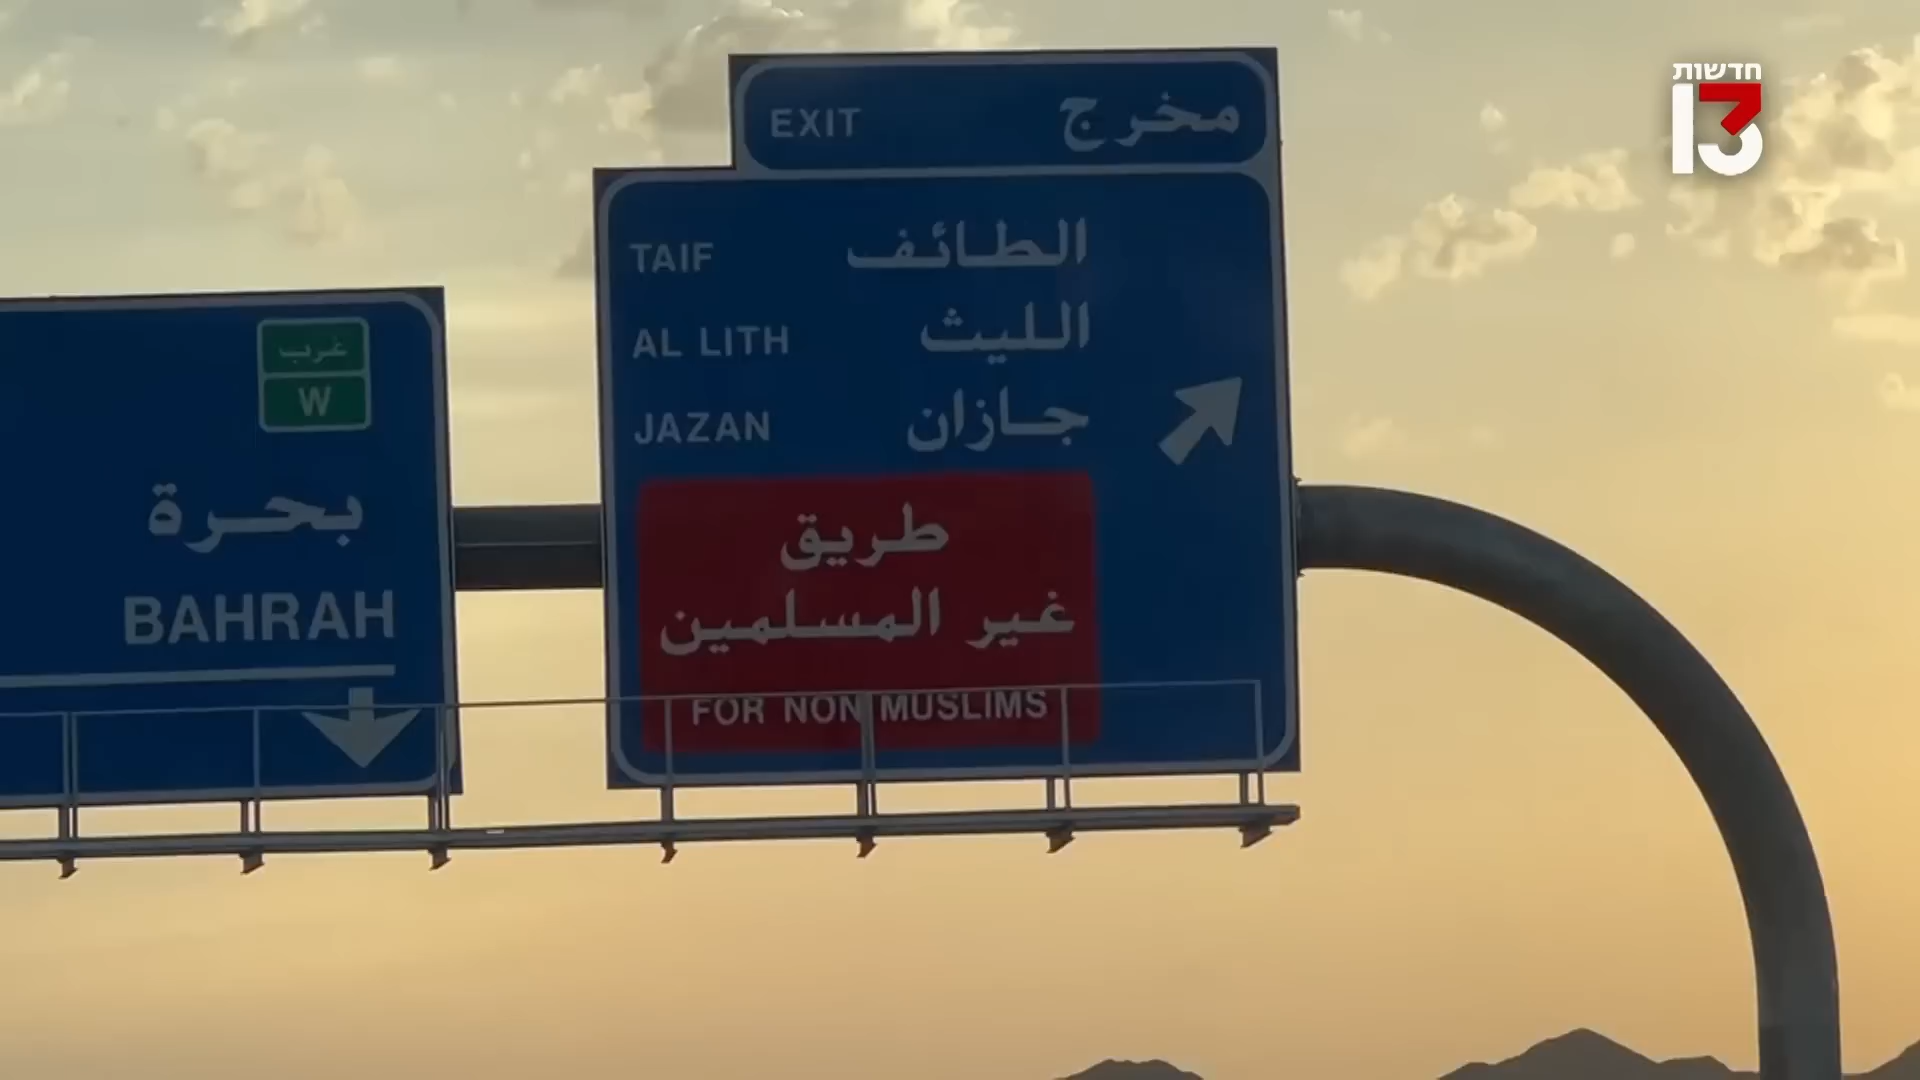 חדשות
13
EXIT مخرج
TAIF الطائف
AL LITH الليث
JAZAN جازان
طريق
غير المسلمين
FOR NON MUSLIMS
غرب
W
بحرة
BAHRAH